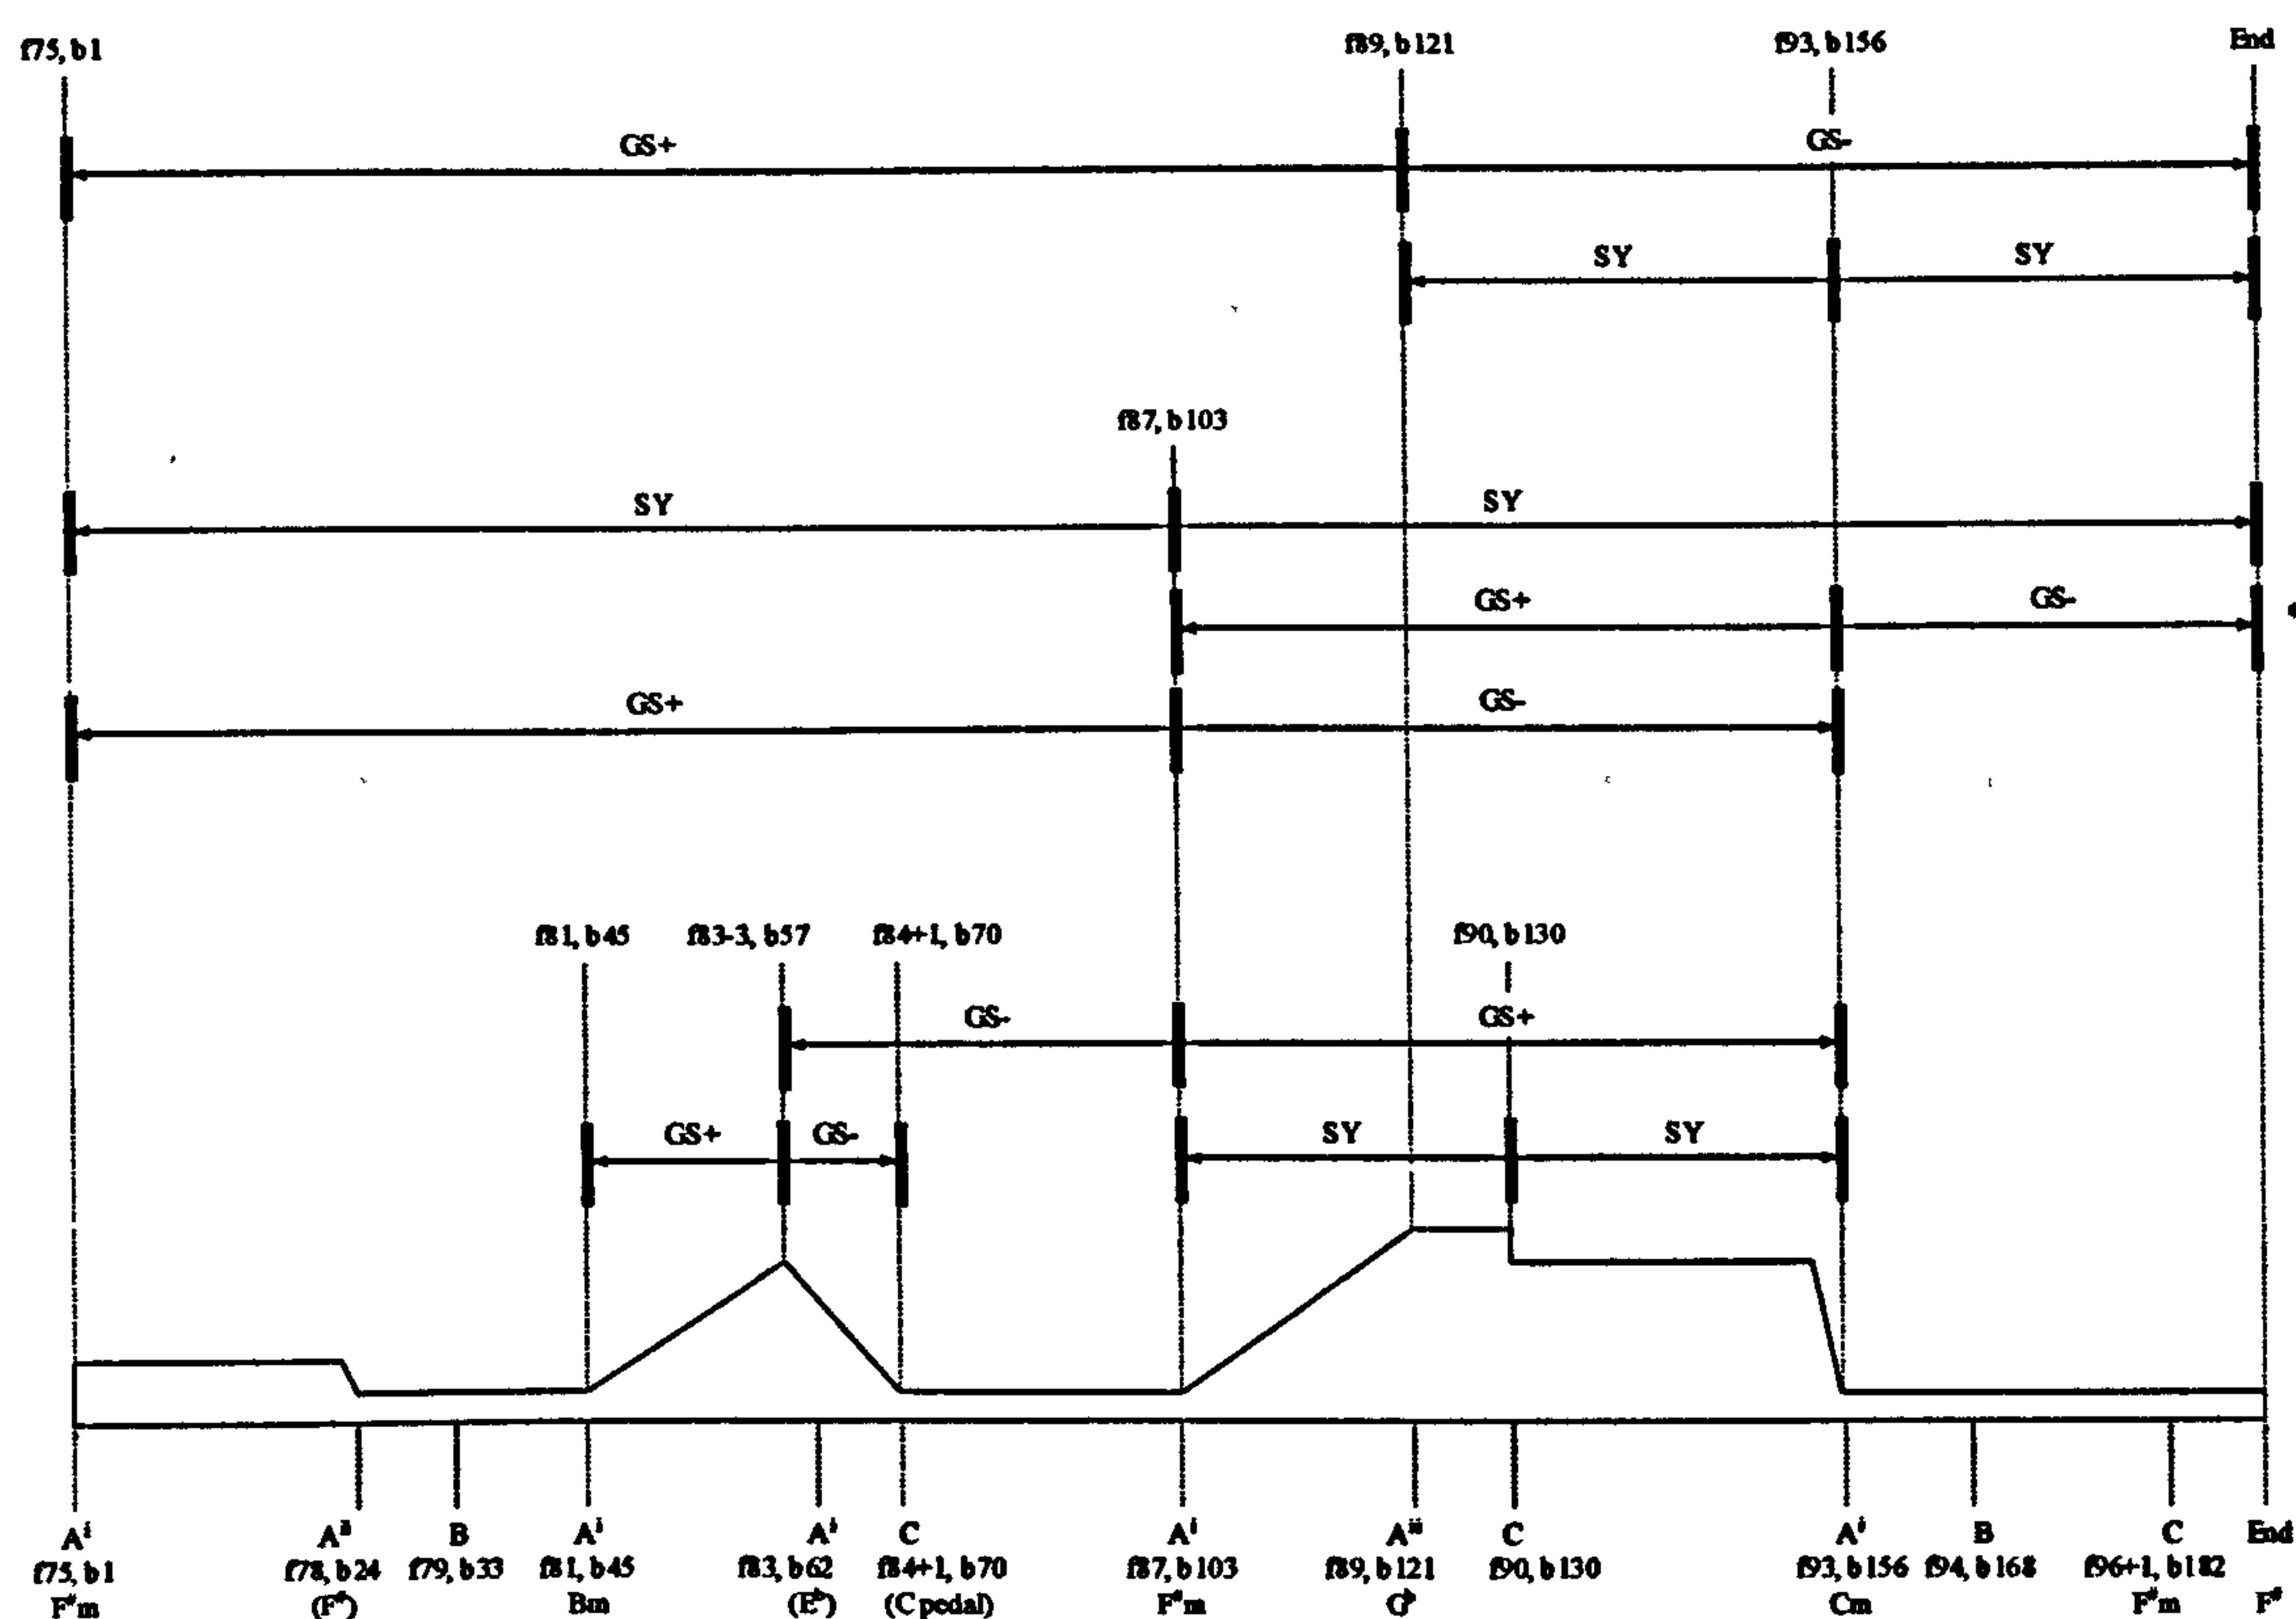 f75, b1 f89, b121 f93, b156 End
GS+ GS-
SY SY
f87, b103
SY SY
GS+ GS-
GS+ GS-
f81, b45 f83-3, b57 f84+1, b70 f90, b130
GS- GS+
GS+ GS- SY SY
Aⁱ Aⁱⁱ B Aⁱ Aⁱ C Aⁱ Aⁱⁱⁱ C Aⁱ B C End
f75, b1 f78, b24 f79, b33 f81, b45 f83, b62 f84+1, b70 f87, b103 f89, b121 f90, b130 f93, b156 f94, b168 f96+1, b182
F#m (F#) Bm (E♭) (C pedal) F#m G♭ Cm F#m F#